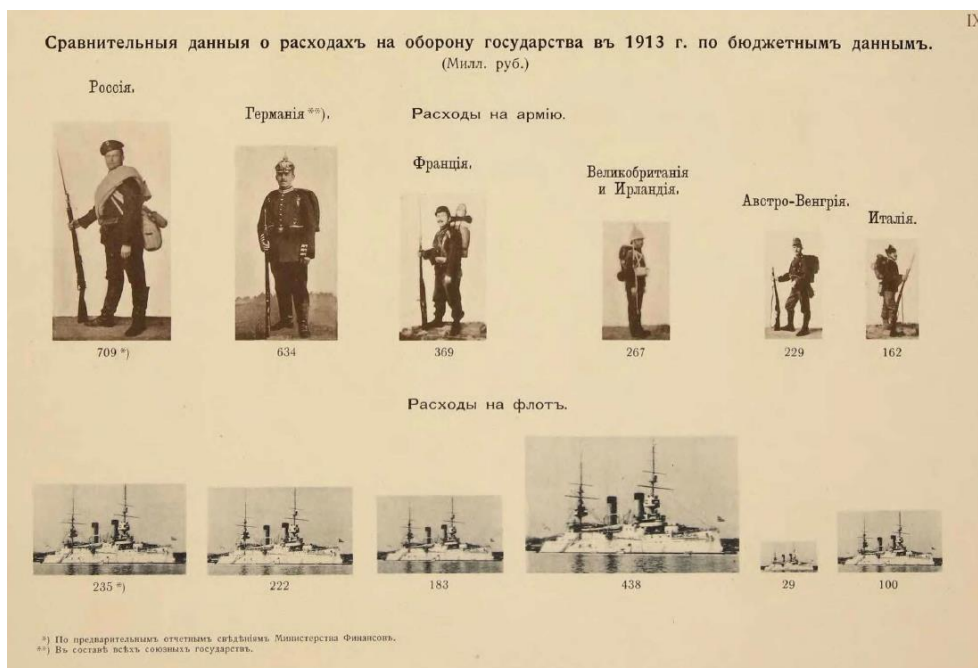 IX
Сравнительныя данныя о расходахъ на оборону государства въ 1913 г. по бюджетнымъ даннымъ.
(Милл. руб.)
Россія.
Германія **).
Расходы на армію.
Франція.
Великобританія
и Ирландія.
Австро-Венгрія.
Италія.
709 *)
634
369
267
229
162
Расходы на флотъ.
235 *)
222
183
438
29
100
*) По предварительнымъ отчетнымъ свѣдѣніямъ Министерства Финансовъ.
**) Въ составѣ всѣхъ союзныхъ государствъ.